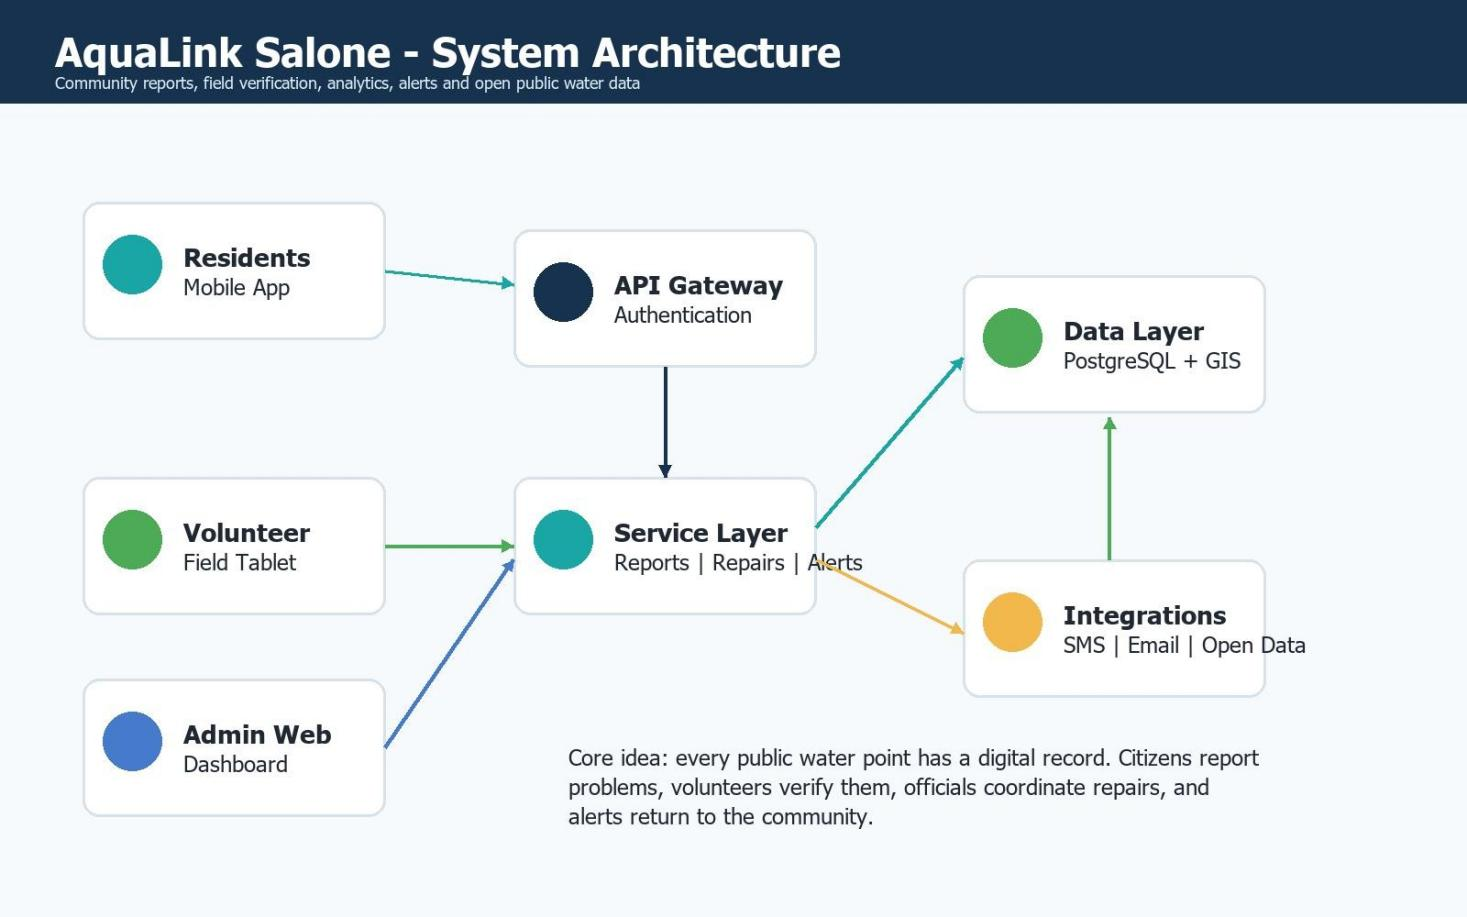 AquaLink Salone - System Architecture
Community reports, field verification, analytics, alerts and open public water data
Residents
Mobile App
API Gateway
Authentication
Data Layer
PostgreSQL + GIS
Volunteer
Field Tablet
Service Layer
Reports | Repairs | Alerts
Integrations
SMS | Email | Open Data
Admin Web
Dashboard
Core idea: every public water point has a digital record. Citizens report
problems, volunteers verify them, officials coordinate repairs, and
alerts return to the community.